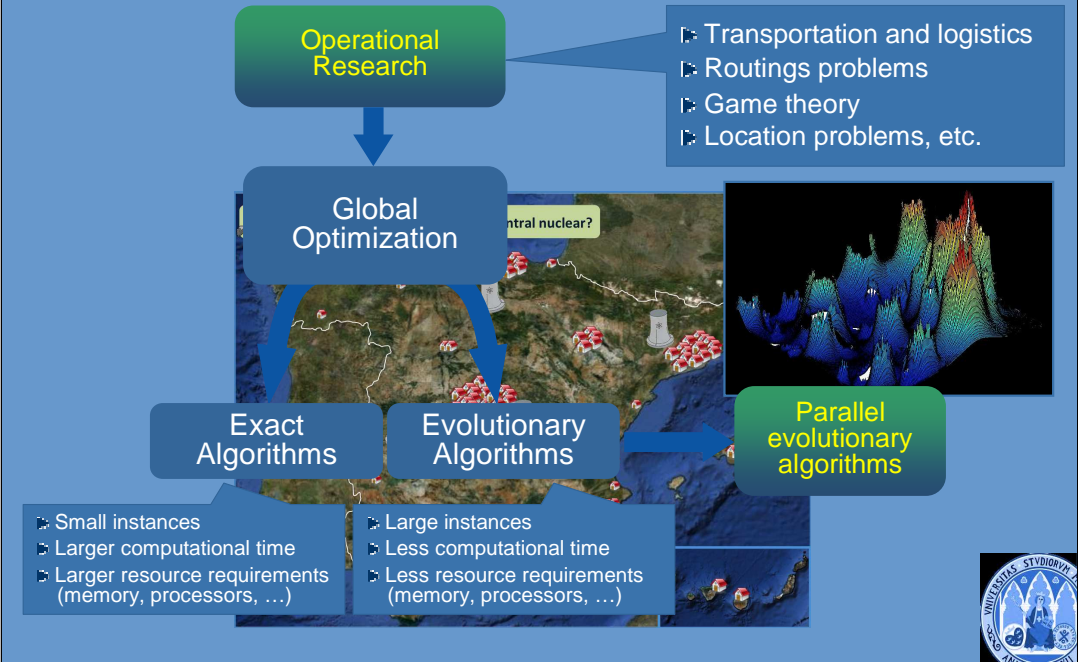 Operational
Research
Transportation and logistics
Routings problems
Game theory
Location problems, etc.
Global
Optimization
ntral nuclear?
Exact
Algorithms
Evolutionary
Algorithms
Parallel
evolutionary
algorithms
Small instances
Larger computational time
Larger resource requirements
(memory, processors, …)
Large instances
Less computational time
Less resource requirements
(memory, processors, …)
VNIVERSITAS STVDIORVM